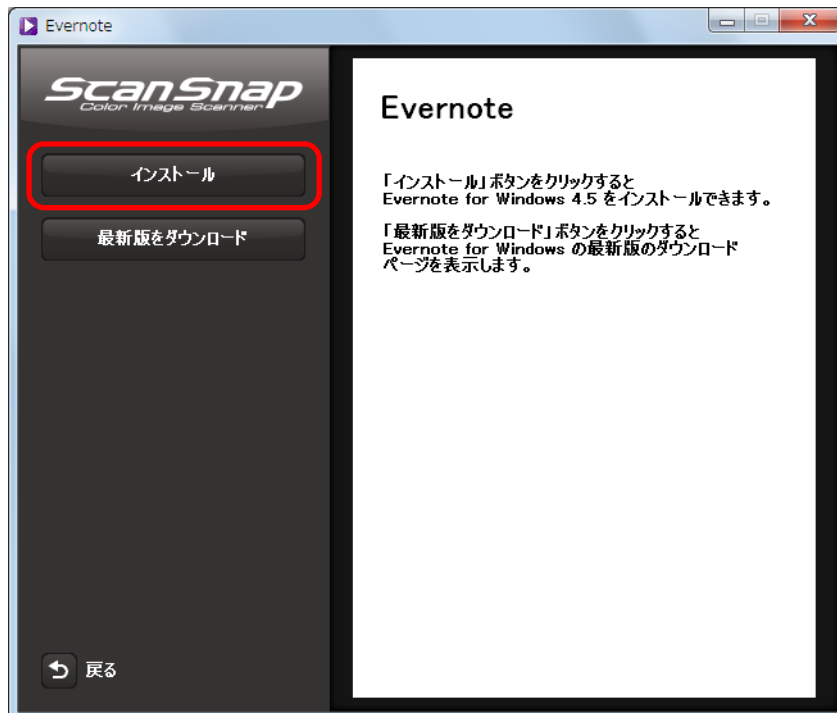 Evernote
ScanSnap
Color Image Scanner
インストール
最新版をダウンロード
戻る
Evernote
「インストール」ボタンをクリックすると
Evernote for Windows 4.5 をインストールできます。
「最新版をダウンロード」ボタンをクリックすると
Evernote for Windows の最新版のダウンロード
ページを表示します。